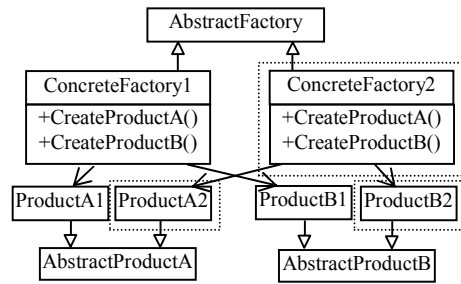 AbstractFactory
ConcreteFactory1
+CreateProductA()
+CreateProductB()
ConcreteFactory2
+CreateProductA()
+CreateProductB()
ProductA1
ProductA2
ProductB1
ProductB2
AbstractProductA
AbstractProductB